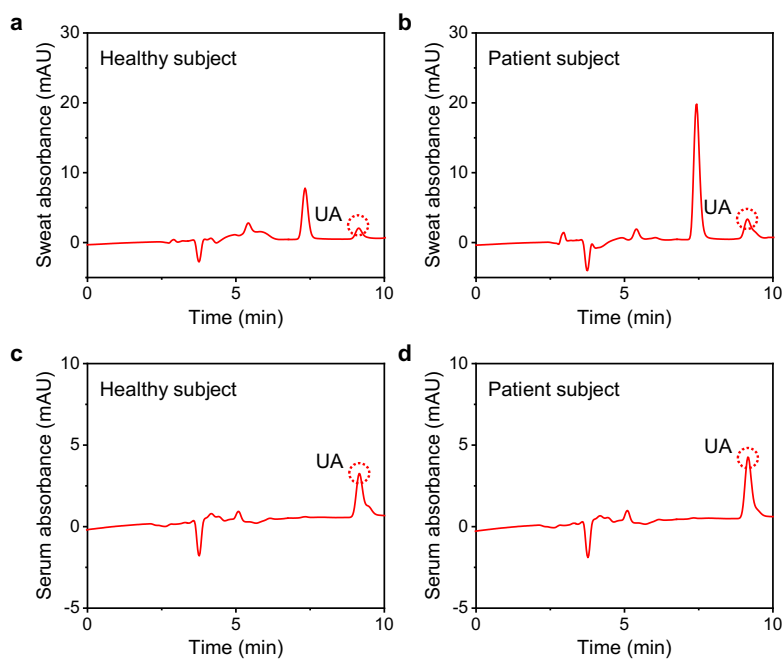 a
Healthy subject
UA
Sweat absorbance (mAU)
30
20
10
0
0
5
10
Time (min)
b
Patient subject
UA
Sweat absorbance (mAU)
30
20
10
0
0
5
10
Time (min)
c
Healthy subject
UA
Serum absorbance (mAU)
10
5
0
-5
0
5
10
Time (min)
d
Patient subject
UA
Serum absorbance (mAU)
10
5
0
-5
0
5
10
Time (min)